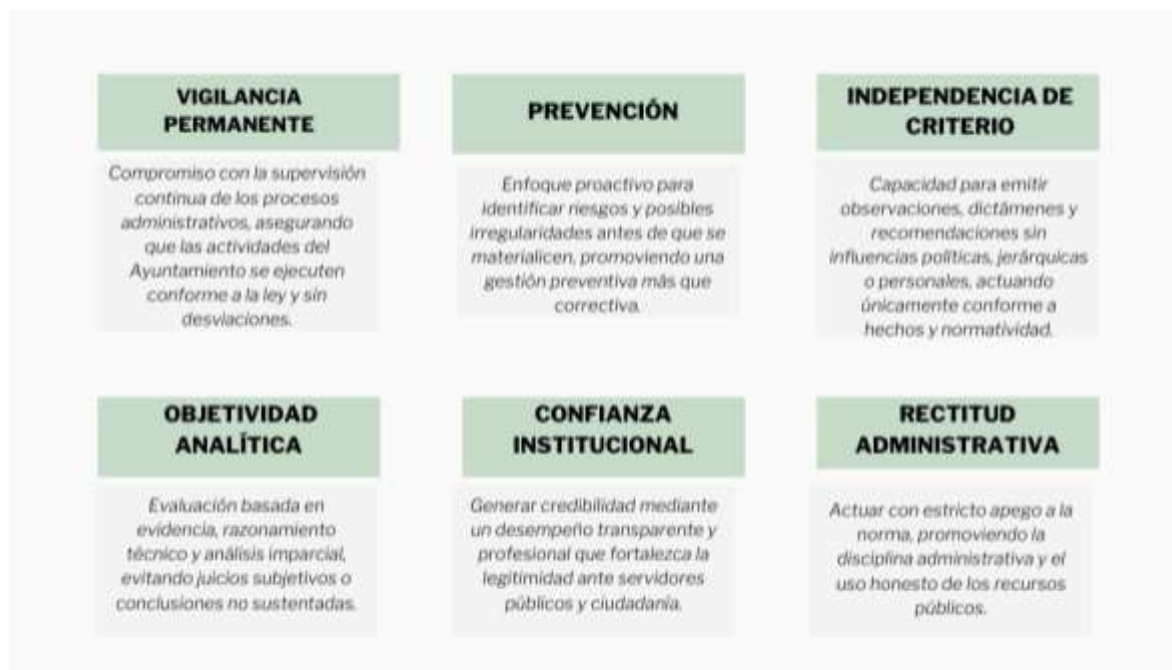 VIGILANCIA
PERMANENTE
Compromiso con la supervisión
continua de los procesos
administrativos, asegurando
que las actividades del
Ayuntamiento se ejecuten
conforme a la ley y sin
desviaciones.
PREVENCIÓN
Enfoque proactivo para
identificar riesgos y posibles
irregularidades antes de que se
materialicen, promoviendo una
gestión preventiva más que
correctiva.
INDEPENDENCIA DE
CRITERIO
Capacidad para emitir
observaciones, dictámenes y
recomendaciones sin
influencias políticas, jerárquicas
o personales, actuando
únicamente conforme a
hechos y normatividad.
OBJETIVIDAD
ANALÍTICA
Evaluación basada en
evidencia, razonamiento
técnico y análisis imparcial,
evitando juicios subjetivos o
conclusiones no sustentadas.
CONFIANZA
INSTITUCIONAL
Generar credibilidad mediante
un desempeño transparente y
profesional que fortalezca la
legitimidad ante servidores
públicos y ciudadanía.
RECTITUD
ADMINISTRATIVA
Actuar con estricto apego a la
norma, promoviendo la
disciplina administrativa y el
uso honesto de los recursos
públicos.